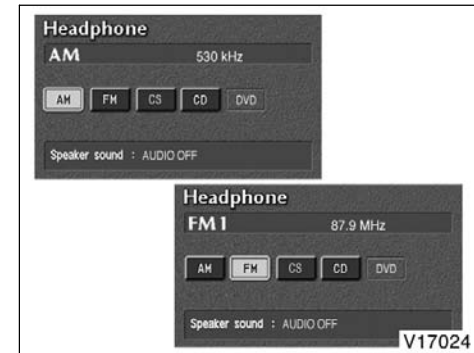 Headphone
AM 530 kHz
AM FM CS CD DVD
Speaker sound : AUDIO OFF
Headphone
FM1 87.9 MHz
AM FM CS CD DVD
Speaker sound : AUDIO OFF
V17024